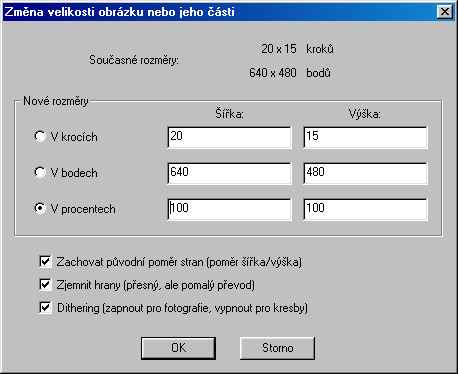 Změna velikosti obrázku nebo jeho části
Současné rozměry: 20 x 15 kroků
640 x 480 bodů
Nové rozměry
Šířka: Výška:
V krocích 20 15
V bodech 640 480
V procentech 100 100
Zachovat původní poměr stran (poměr šířka/výška)
Zjemnit hrany (přesný, ale pomalý převod)
Dithering (zapnout pro fotografie, vypnout pro kresby)
OK Storno